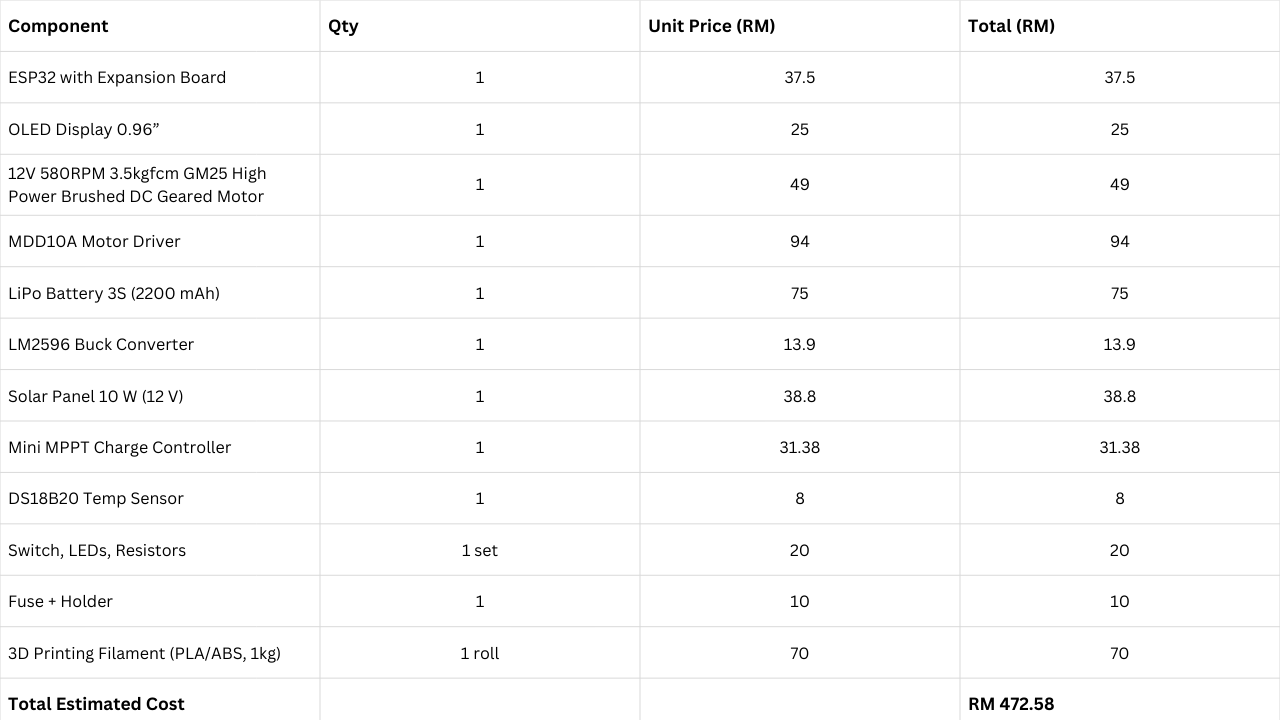 Component Qty Unit Price (RM) Total (RM)
ESP32 with Expansion Board 1 37.5 37.5
OLED Display 0.96” 1 25 25
12V 580RPM 3.5kgfcm GM25 High
Power Brushed DC Geared Motor 1 49 49
MDD10A Motor Driver 1 94 94
LiPo Battery 3S (2200 mAh) 1 75 75
LM2596 Buck Converter 1 13.9 13.9
Solar Panel 10 W (12 V) 1 38.8 38.8
Mini MPPT Charge Controller 1 31.38 31.38
DS18B20 Temp Sensor 1 8 8
Switch, LEDs, Resistors 1 set 20 20
Fuse + Holder 1 10 10
3D Printing Filament (PLA/ABS, 1kg) 1 roll 70 70
Total Estimated Cost RM 472.58